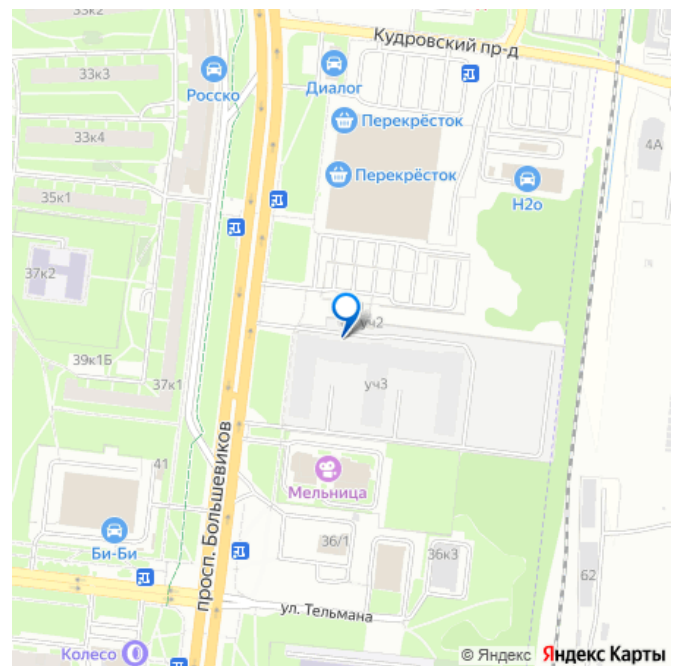 33к2
Кудровский пр-д
33к3
Росско
Диалог
Перекрёсток
33к4
4А
Перекрёсток
35к1
Н2о
37к2
уч2
39к1Б
37к1
уч3
просп. Большевиков
41
Мельница
Би-Би
36/1
36к3
62
ул. Тельмана
Колесо
© Яндекс Яндекс Карты